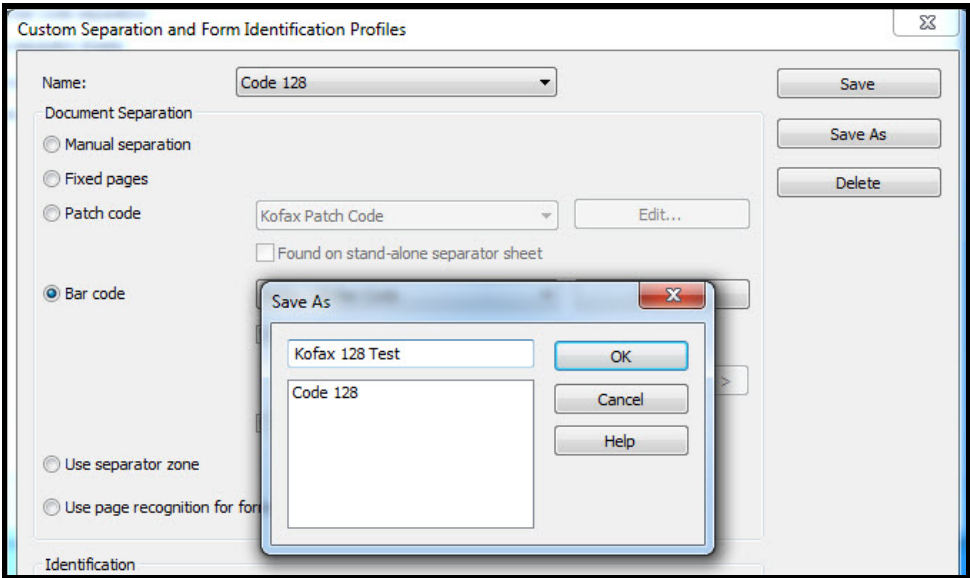 Custom Separation and Form Identification Profiles
Name:
Code 128
Save
Document Separation
Manual separation
Save As
Fixed pages
Delete
Patch code
Kofax Patch Code
Edit...
Found on stand-alone separator sheet
Bar code
Save As
Kofax 128 Test
OK
Code 128
Cancel
>
Help
Use separator zone
Use page recognition for
Identification